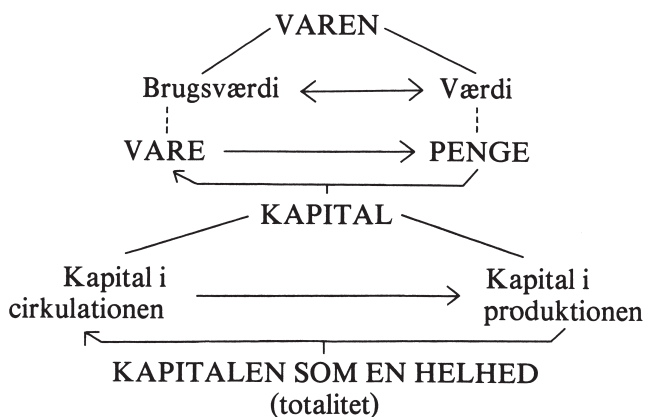 VAREN
Brugsværdi
Værdi
VARE
PENGE
KAPITAL
Kapital i
cirkulationen
Kapital i
produktionen
KAPITALEN SOM EN HELHED
(totalitet)